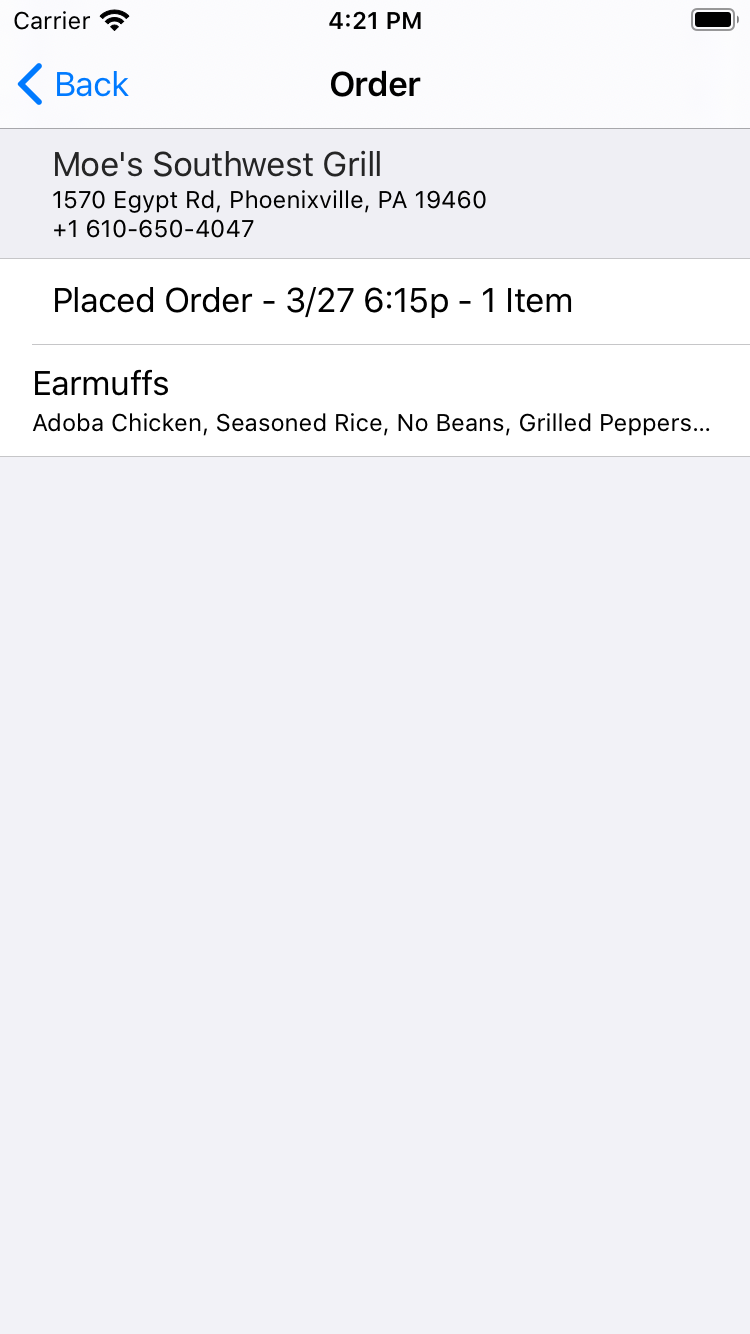 Carrier 4:21 PM
Back Order
Moe's Southwest Grill
1570 Egypt Rd, Phoenixville, PA 19460
+1 610-650-4047
Placed Order - 3/27 6:15p - 1 Item
Earmuffs
Adoba Chicken, Seasoned Rice, No Beans, Grilled Peppers...